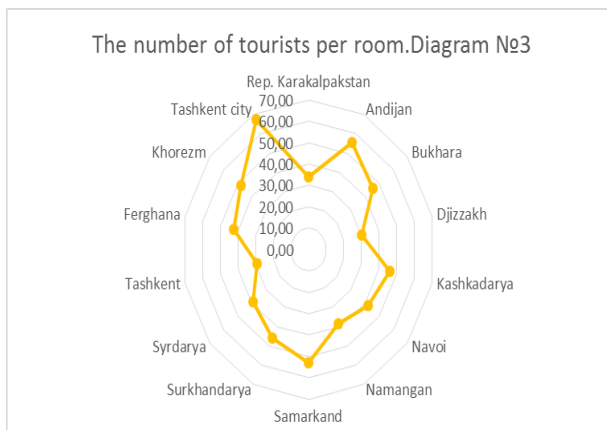 The number of tourists per room.Diagram №3
Rep. Karakalpakstan
Andijan
Bukhara
Djizzakh
Kashkadarya
Navoi
Namangan
Samarkand
Surkhandarya
Syrdarya
Tashkent
Ferghana
Khorezm
Tashkent city
70,00
60,00
50,00
40,00
30,00
20,00
10,00
0,00